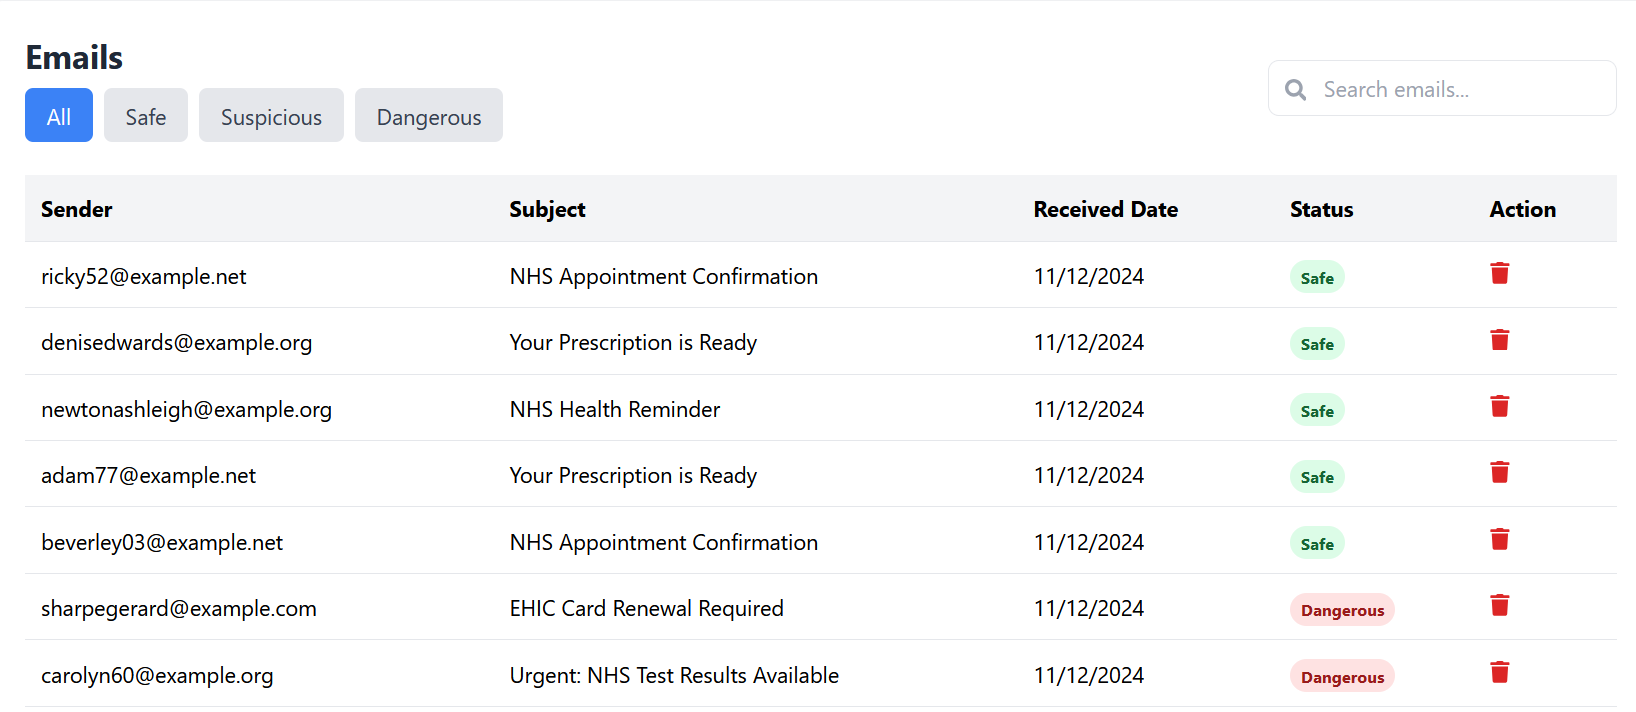 Emails
All Safe Suspicious Dangerous
Search emails...
Sender Subject Received Date Status Action
ricky52@example.net NHS Appointment Confirmation 11/12/2024 Safe
denisedwards@example.org Your Prescription is Ready 11/12/2024 Safe
newtonashleigh@example.org NHS Health Reminder 11/12/2024 Safe
adam77@example.net Your Prescription is Ready 11/12/2024 Safe
beverley03@example.net NHS Appointment Confirmation 11/12/2024 Safe
sharpegerard@example.com EHIC Card Renewal Required 11/12/2024 Dangerous
carolyn60@example.org Urgent: NHS Test Results Available 11/12/2024 Dangerous